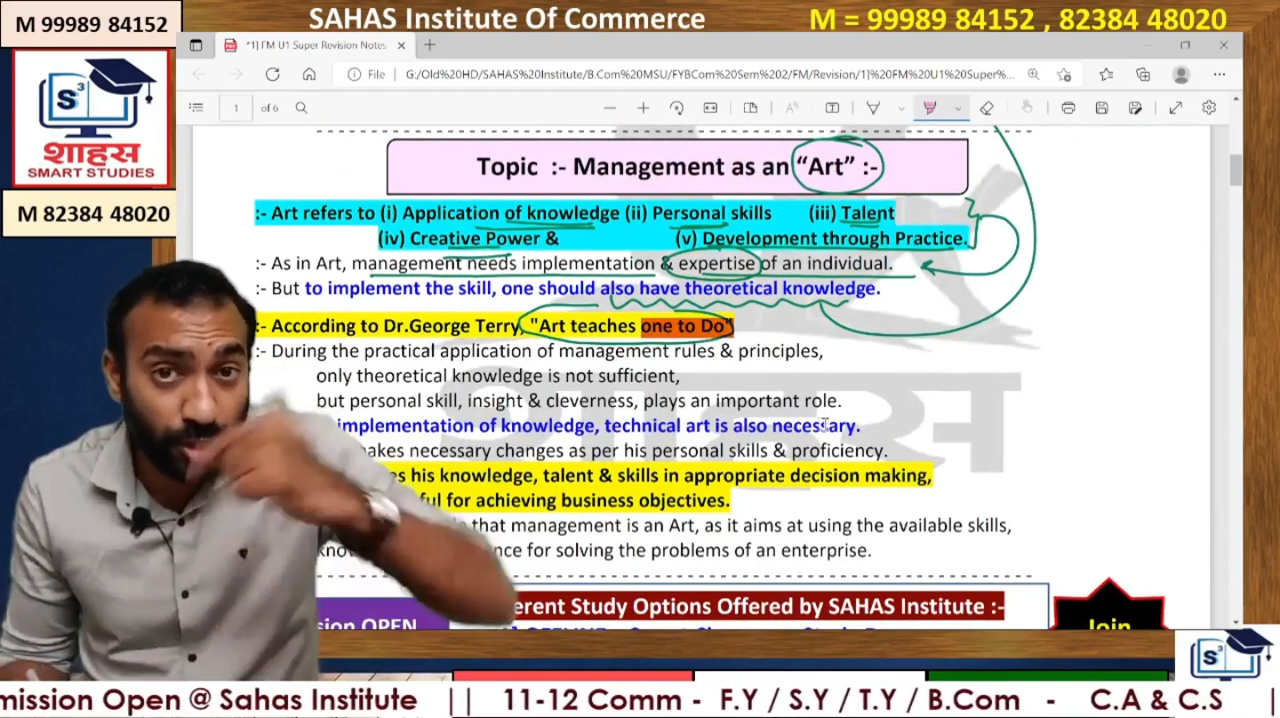 SAHAS Institute Of Commerce
M = 99989 84152 , 82384 48020
M 99989 84152
S³
शाहस
SMART STUDIES
M 82384 48020
*1] FM U1 Super Revision Notes
File
G:/Old%20HD/SAHAS%20Institute/B.Com%20MSU/FYBCom%20Sem%202/FM/Revision/1]%20FM%20U1%20Super%...
1 of 6
Topic :- Management as an “Art” :-
:- Art refers to (i) Application of knowledge (ii) Personal skills (iii) Talent
(iv) Creative Power & (v) Development through Practice.
:- As in Art, management needs implementation & expertise of an individual.
:- But to implement the skill, one should also have theoretical knowledge.
:- According to Dr.George Terry, "Art teaches one to Do"
:- During the practical application of management rules & principles,
only theoretical knowledge is not sufficient,
but personal skill, insight & cleverness, plays an important role.
implementation of knowledge, technical art is also necessary.
makes necessary changes as per his personal skills & proficiency.
his knowledge, talent & skills in appropriate decision making,
for achieving business objectives.
that management is an Art, as it aims at using the available skills,
for solving the problems of an enterprise.
शाहस
Different Study Options Offered by SAHAS Institute :-
OPEN
Join
S³
mission Open @ Sahas Institute || 11-12 Comm - F.Y / S.Y / T.Y / B.Com - C.A & C.S |